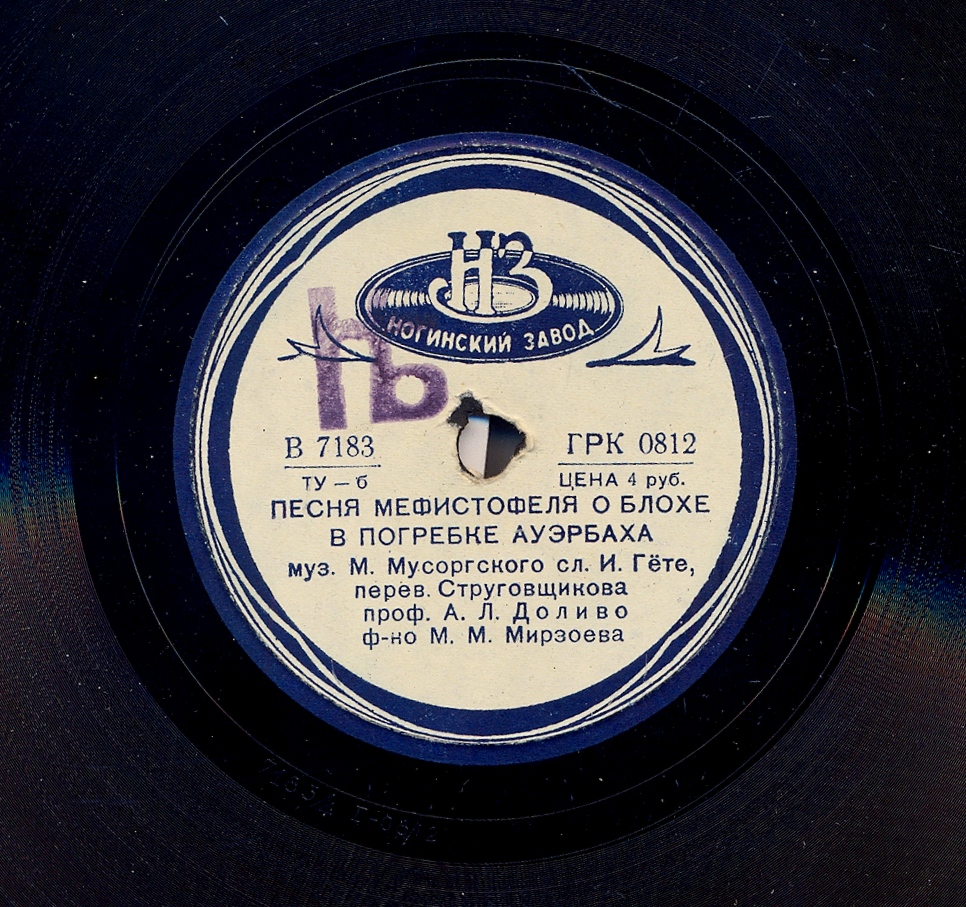 НЗ
НОГИНСКИЙ ЗАВОД
В 7183 ГРК 0812
ТУ – б ЦЕНА 4 руб.
ПЕСНЯ МЕФИСТОФЕЛЯ О БЛОХЕ
В ПОГРЕБКЕ АУЭРБАХА
муз. М. Мусоргского сл. И. Гёте,
перев. Струговщикова
проф. А. Л. Доливо
ф-но М. М. Мирзоева